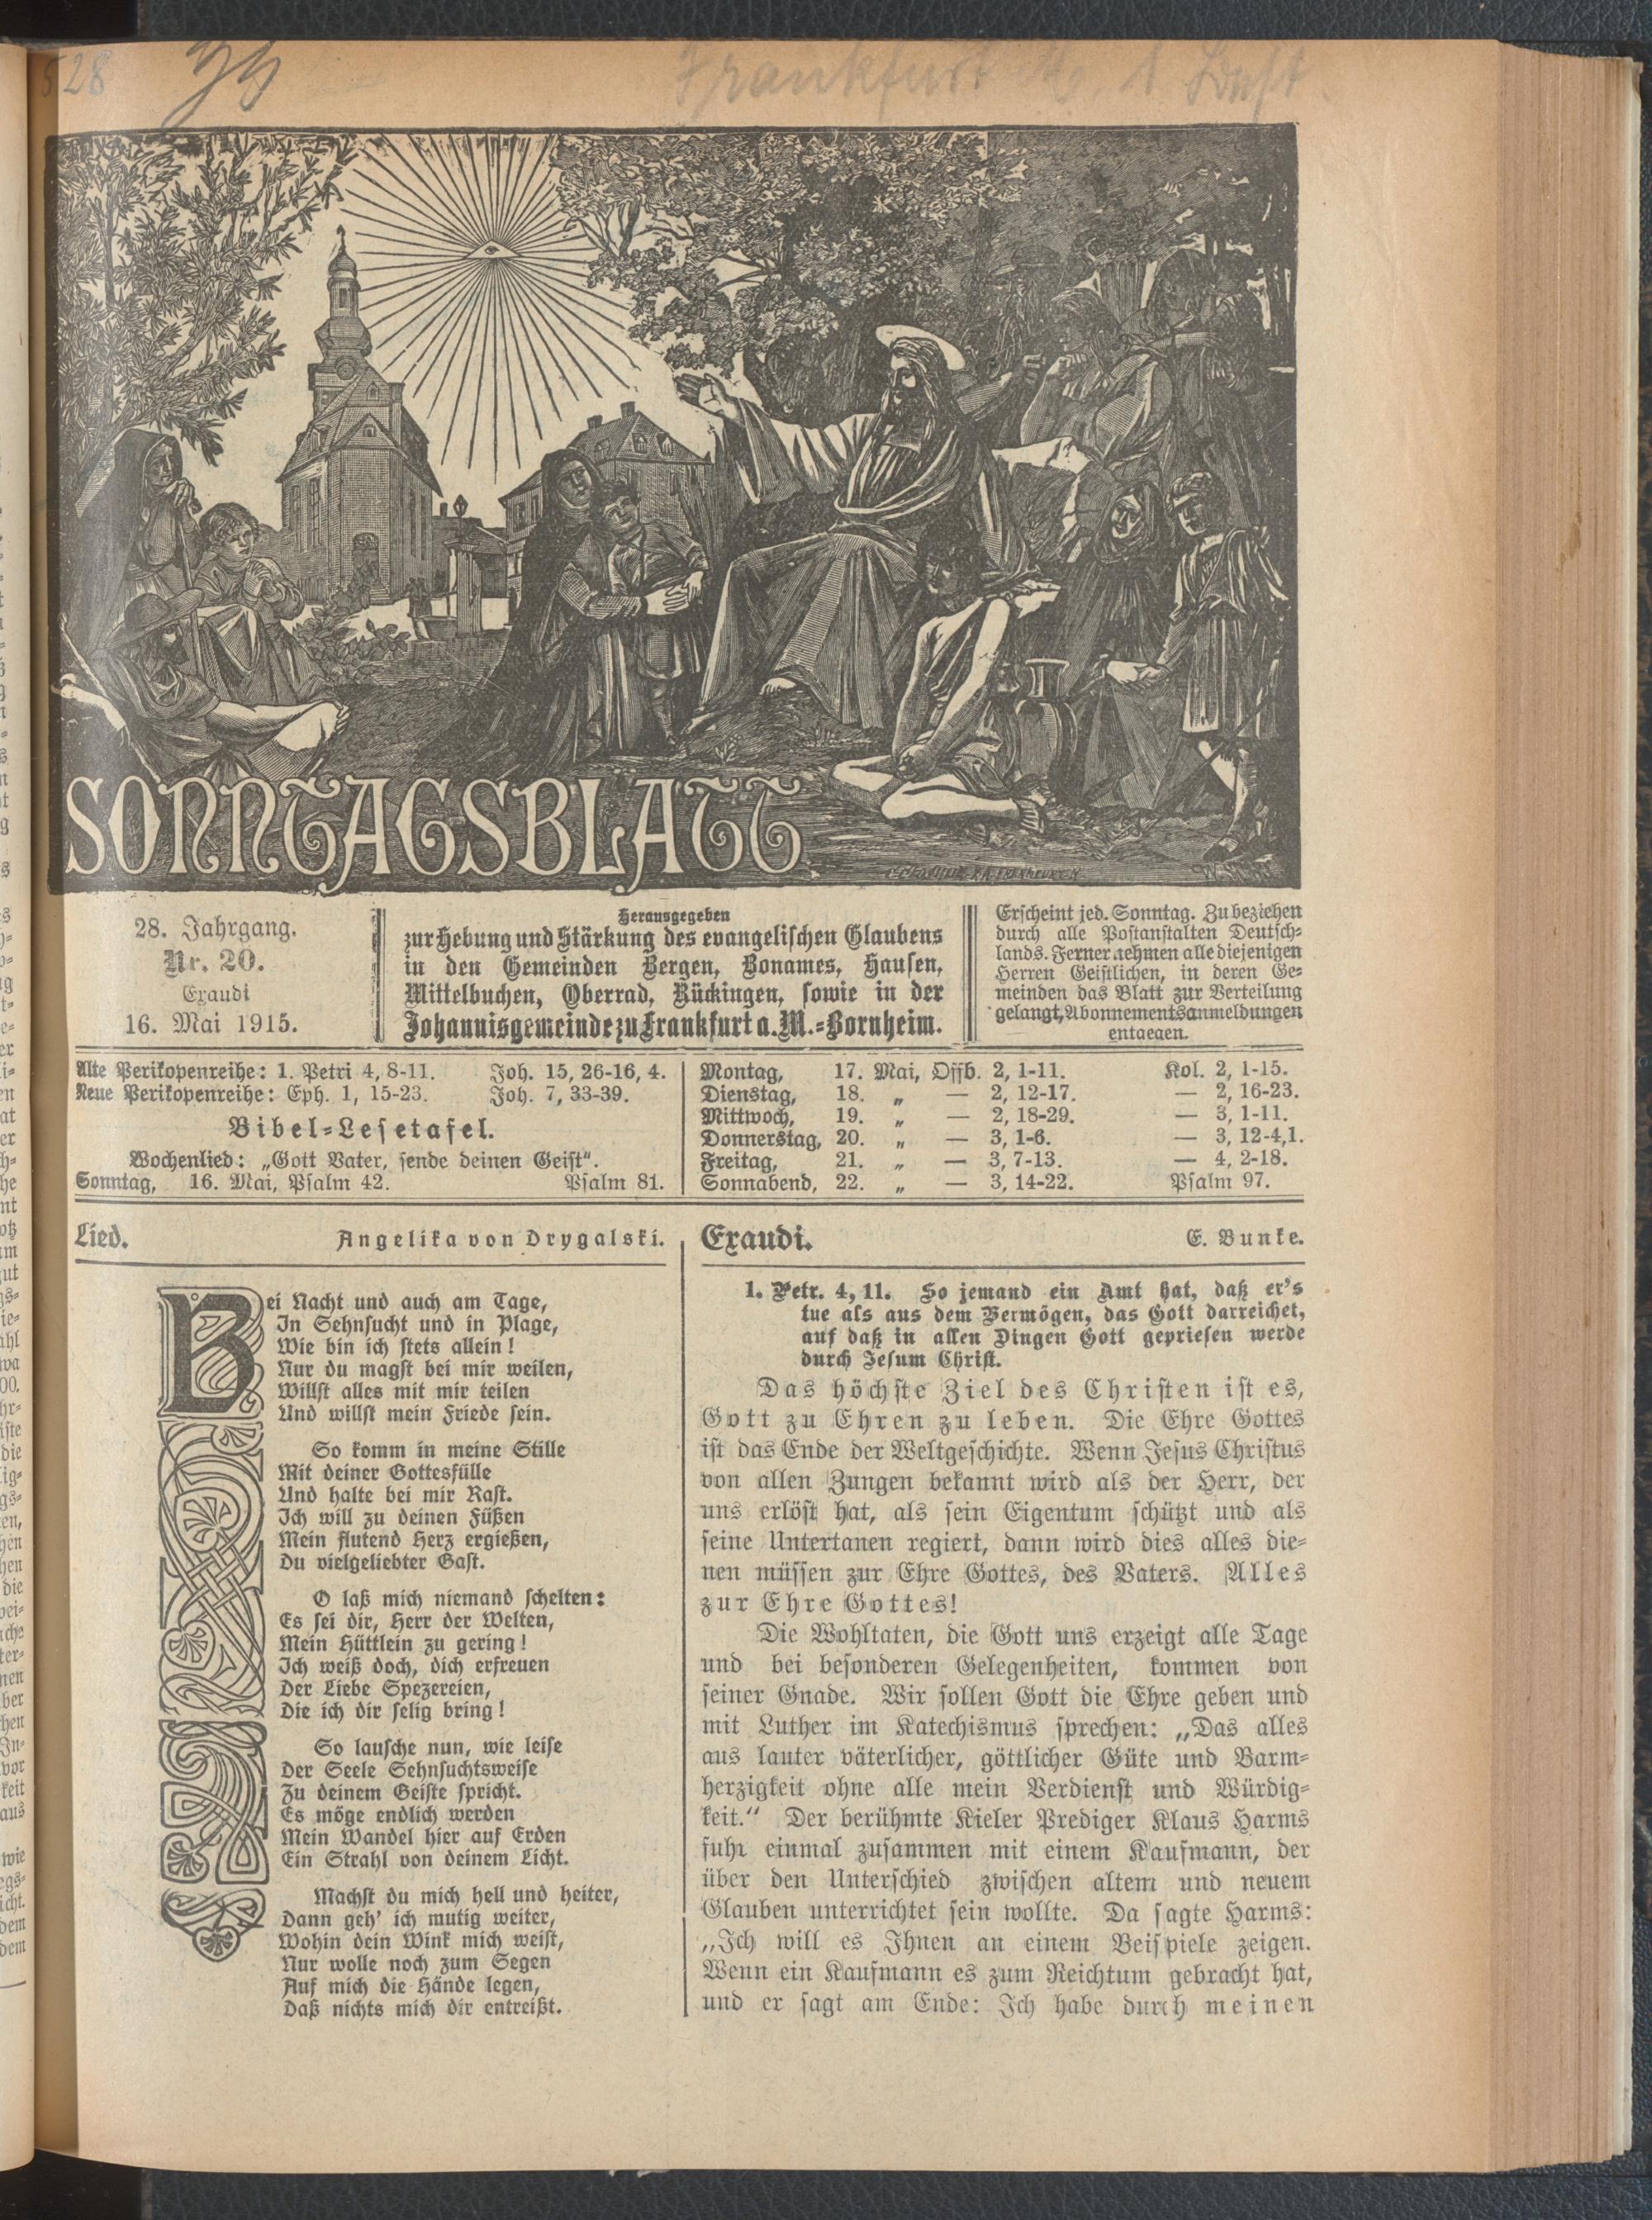 528
Frankfurt M.
SONNTAGSBLATT
28. Jahrgang.
Nr. 20.
Exaudi
16. Mai 1915.
Herausgegeben
zur Hebung und Stärkung des evangelischen Glaubens
in den Gemeinden Bergen, Bonames, Hausen,
Mittelbuchen, Oberrad, Rückingen, sowie in der
Johannisgemeinde zu Frankfurt a. M.-Bornheim.
Erscheint jed. Sonntag. Zu beziehen
durch alle Postanstalten Deutsch-
lands. Ferner nehmen alle diejenigen
Herren Geistlichen, in deren Ge-
meinden das Blatt zur Verteilung
gelangt, Abonnementsanmeldungen
entgegen.
Alte Perikopenreihe: 1. Petri 4, 8-11. Joh. 15, 26-16, 4.
Neue Perikopenreihe: Eph. 1, 15-23. Joh. 7, 33-39.
Bibel-Lesetafel.
Wochenlied: „Gott Vater, sende deinen Geist".
Sonntag, 16. Mai, Psalm 42. Psalm 81.
Montag, 17. Mai, Offb. 2, 1-11. Kol. 2, 1-15.
Dienstag, 18. „ — 2, 12-17. — 2, 16-23.
Mittwoch, 19. „ — 2, 18-29. — 3, 1-11.
Donnerstag, 20. „ — 3, 1-6. — 3, 12-4,1.
Freitag, 21. „ — 3, 7-13. — 4, 2-18.
Sonnabend, 22. „ — 3, 14-22. Psalm 97.
Lied. Angelika von Drygalski.
Bei Nacht und auch am Tage,
In Sehnsucht und in Plage,
Wie bin ich stets allein!
Nur du magst bei mir weilen,
Willst alles mit mir teilen
Und willst mein Friede sein.
So komm in meine Stille
Mit deiner Gottesfülle
Und halte bei mir Rast.
Ich will zu deinen Füßen
Mein flutend Herz ergießen,
Du vielgeliebter Gast.
O laß mich niemand schelten:
Es sei dir, Herr der Welten,
Mein Hüttlein zu gering!
Ich weiß doch, dich erfreuen
Der Liebe Spezereien,
Die ich dir selig bring!
So lausche nun, wie leise
Der Seele Sehnsuchtsweise
Zu deinem Geiste spricht.
Es möge endlich werden
Mein Wandel hier auf Erden
Ein Strahl von deinem Licht.
Machst du mich hell und heiter,
Dann geh' ich mutig weiter,
Wohin dein Wink mich weist,
Nur wolle noch zum Segen
Auf mich die Hände legen,
Daß nichts mich dir entreißt.
Exaudi. E. Bunke.
1. Petr. 4, 11. So jemand ein Amt hat, daß er's
tue als aus dem Vermögen, das Gott darreichet,
auf daß in allen Dingen Gott gepriesen werde
durch Jesum Christ.
Das höchste Ziel des Christen ist es,
Gott zu Ehren zu leben. Die Ehre Gottes
ist das Ende der Weltgeschichte. Wenn Jesus Christus
von allen Zungen bekannt wird als der Herr, der
uns erlöst hat, als sein Eigentum schützt und als
seine Untertanen regiert, dann wird dies alles die-
nen müssen zur Ehre Gottes, des Vaters. Alles
zur Ehre Gottes!
Die Wohltaten, die Gott uns erzeigt alle Tage
und bei besonderen Gelegenheiten, kommen von
seiner Gnade. Wir sollen Gott die Ehre geben und
mit Luther im Katechismus sprechen: „Das alles
aus lauter väterlicher, göttlicher Güte und Barm-
herzigkeit ohne alle mein Verdienst und Würdig-
keit." Der berühmte Kieler Prediger Klaus Harms
fuhr einmal zusammen mit einem Kaufmann, der
über den Unterschied zwischen altem und neuem
Glauben unterrichtet sein wollte. Da sagte Harms:
„Ich will es Ihnen an einem Beispiele zeigen.
Wenn ein Kaufmann es zum Reichtum gebracht hat,
und er sagt am Ende: Ich habe durch meinen